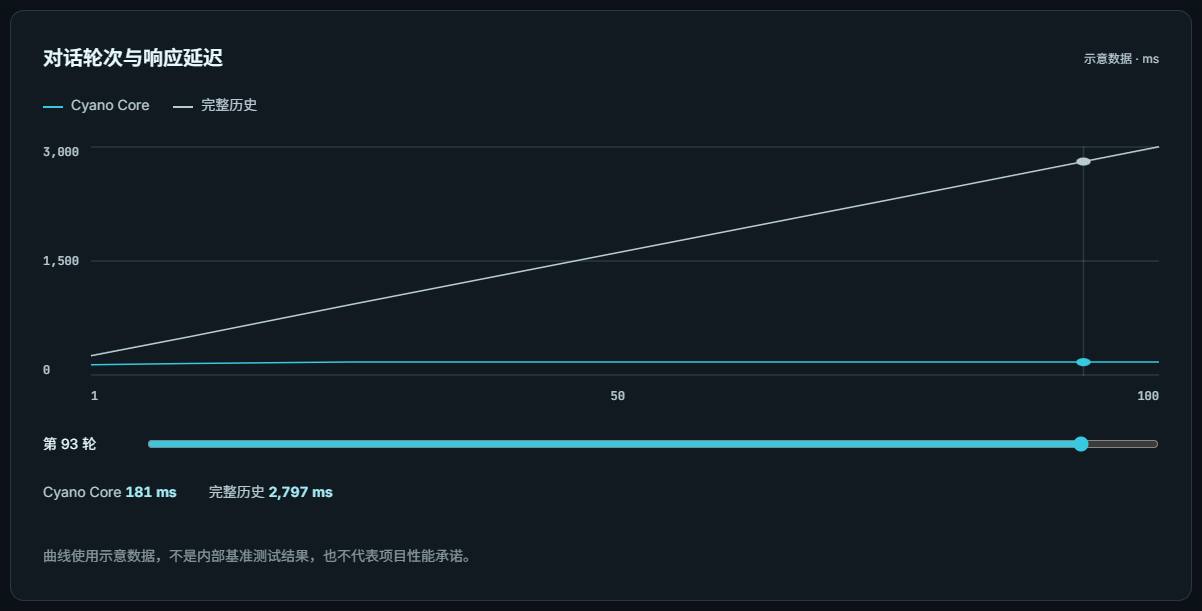 对话轮次与响应延迟
示意数据 · ms
Cyano Core 完整历史
3,000
1,500
0
1 50 100
第 93 轮
Cyano Core 181 ms 完整历史 2,797 ms
曲线使用示意数据，不是内部基准测试结果，也不代表项目性能承诺。